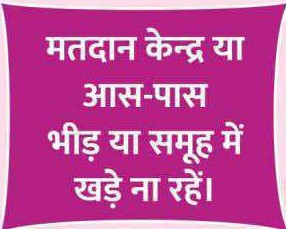 मतदान केन्द्र या
आस-पास
भीड़ या समूह में
खड़े ना रहें।